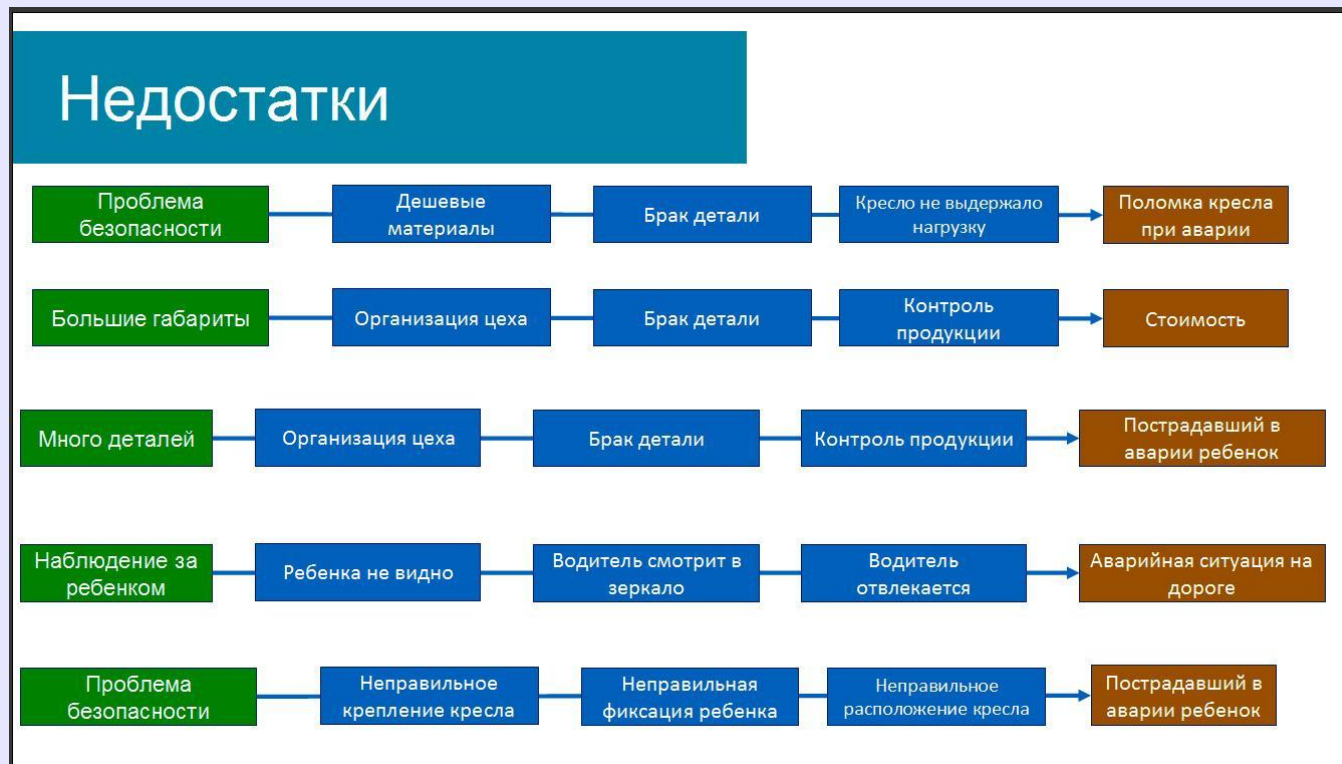 Недостатки
Проблема
безопасности
Дешевые
материалы
Брак детали
Кресло не выдержало
нагрузку
Поломка кресла
при аварии
Большие габариты
Организация цеха
Брак детали
Контроль
продукции
Стоимость
Много деталей
Организация цеха
Брак детали
Контроль продукции
Пострадавший в
аварии ребенок
Наблюдение за
ребенком
Ребенка не видно
Водитель смотрит в
зеркало
Водитель
отвлекается
Аварийная ситуация на
дороге
Проблема
безопасности
Неправильное
крепление кресла
Неправильная
фиксация ребенка
Неправильное
расположение кресла
Пострадавший в
аварии ребенок